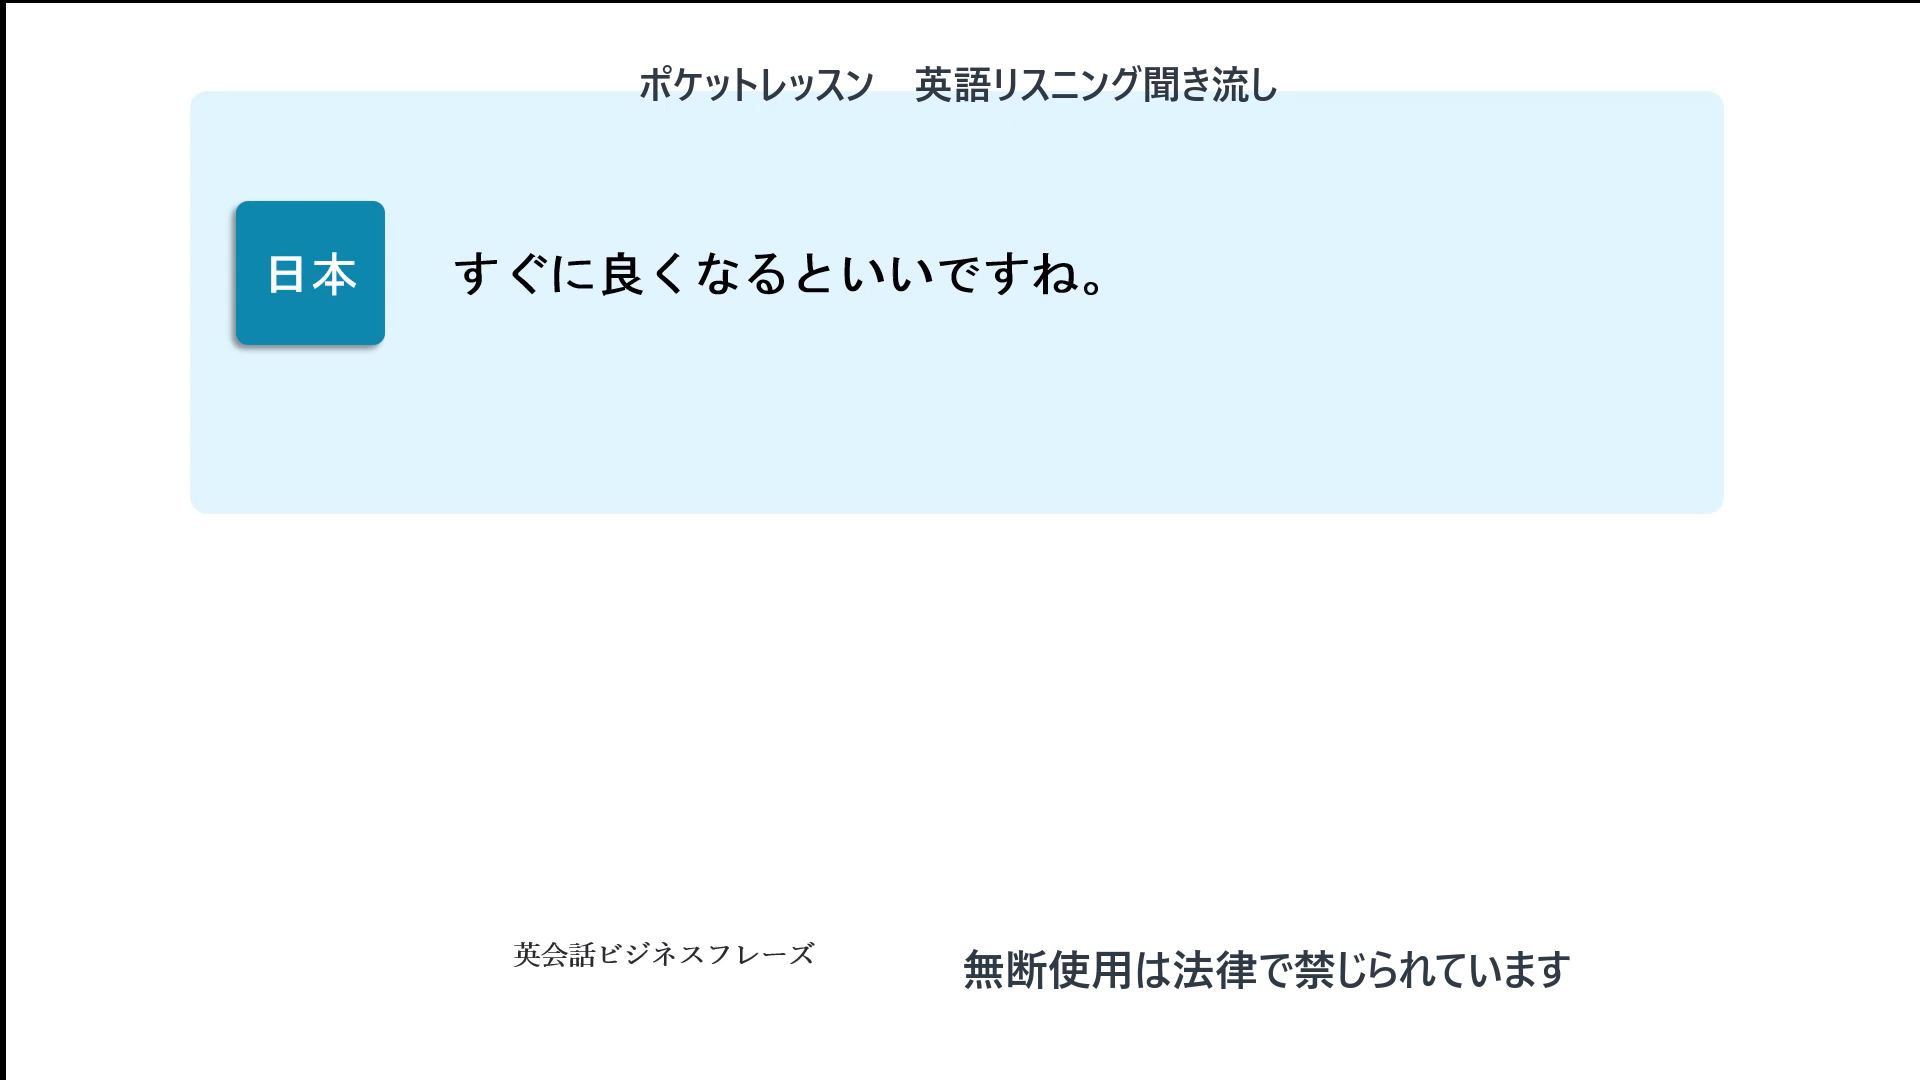 ポケットレッスン　英語リスニング聞き流し
日本
すぐに良くなるといいですね。
英会話ビジネスフレーズ
無断使用は法律で禁じられています